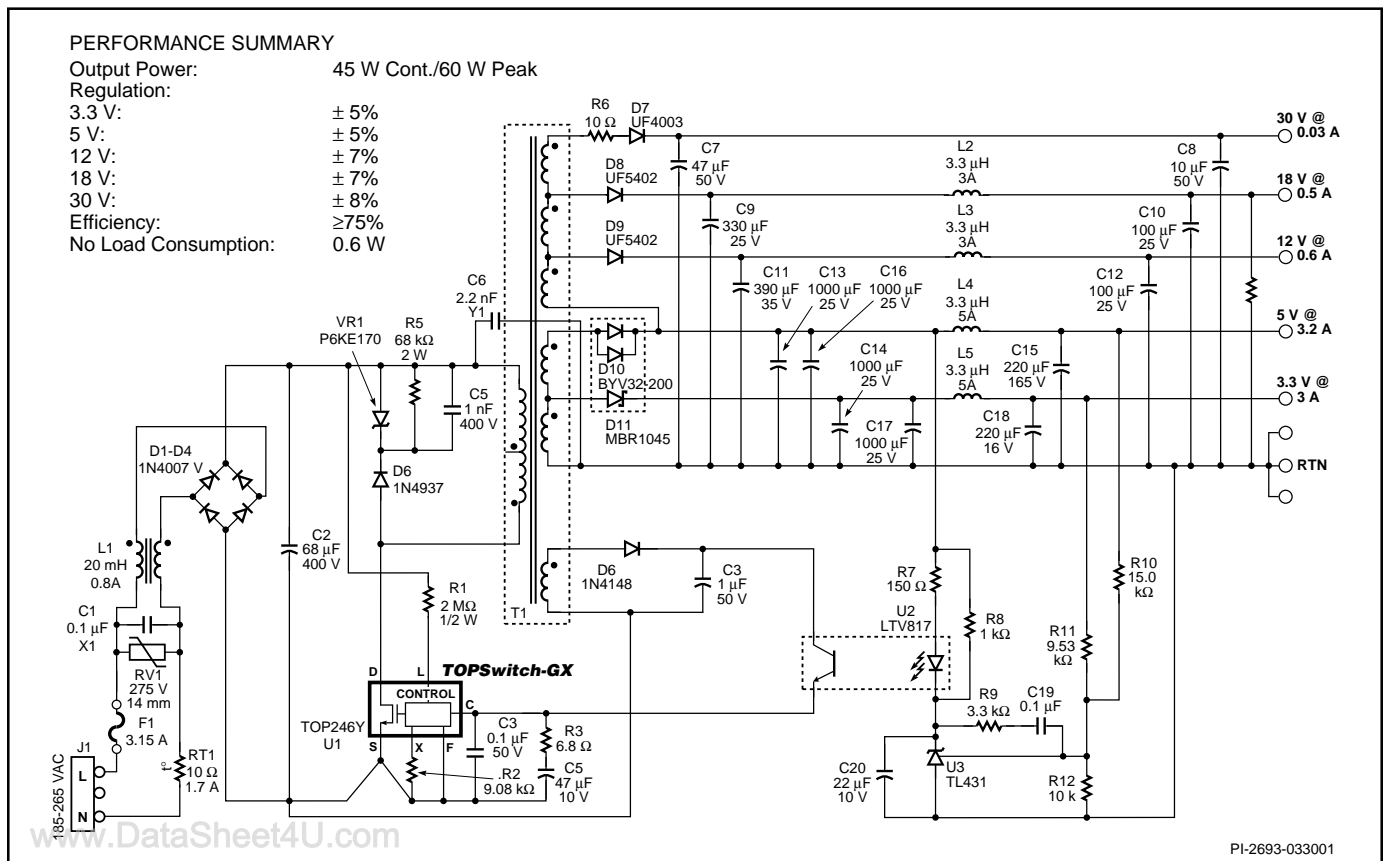 PERFORMANCE SUMMARY
Output Power: 45 W Cont./60 W Peak
Regulation:
3.3 V: ± 5%
5 V: ± 5%
12 V: ± 7%
18 V: ± 7%
30 V: ± 8%
Efficiency: ≥75%
No Load Consumption: 0.6 W
R6
10 Ω
D7
UF4003
C7
47 µF
50 V
L2
3.3 µH
3A
C8
10 µF
50 V
30 V @
0.03 A
D8
UF5402
18 V @
0.5 A
C9
330 µF
25 V
L3
3.3 µH
3A
C10
100 µF
25 V
D9
UF5402
12 V @
0.6 A
C6
2.2 nF
Y1
C11
390 µF
35 V
C13
1000 µF
25 V
C16
1000 µF
25 V
L4
3.3 µH
5A
C12
100 µF
25 V
VR1
P6KE170
R5
68 kΩ
2 W
5 V @
3.2 A
D10
BYV32-200
C14
1000 µF
25 V
L5
3.3 µH
5A
C15
220 µF
165 V
C5
1 nF
400 V
3.3 V @
3 A
D11
MBR1045
C17
1000 µF
25 V
C18
220 µF
16 V
D1-D4
1N4007 V
D6
1N4937
RTN
C2
68 µF
400 V
L1
20 mH
0.8A
D6
1N4148
C3
1 µF
50 V
R7
150 Ω
R10
15.0
kΩ
R1
2 MΩ
1/2 W
T1
C1
0.1 µF
X1
U2
LTV817
R8
1 kΩ
R11
9.53
kΩ
RV1
275 V
14 mm
D
L
TOPSwitch-GX
CONTROL
C
R9
3.3 kΩ
C19
0.1 µF
F1
3.15 A
TOP246Y
U1
S
X
F
C3
0.1 µF
50 V
R3
6.8 Ω
J1
RT1
10 Ω
1.7 A
t°
.R2
9.08 kΩ
C5
47 µF
10 V
C20
22 µF
10 V
U3
TL431
R12
10 k
L
N
185-265 VAC
www.DataSheet4U.com
PI-2693-033001